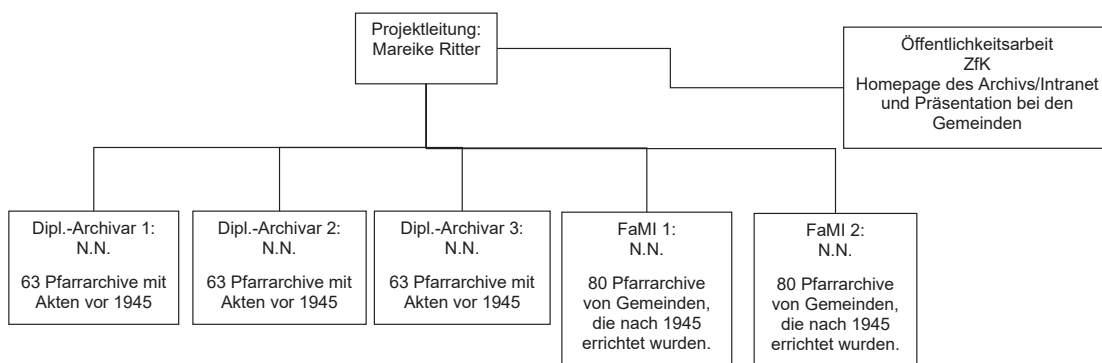 Projektleitung:
Mareike Ritter
Öffentlichkeitsarbeit
ZfK
Homepage des Archivs/Intranet
und Präsentation bei den
Gemeinden
Dipl.-Archivar 1:
N.N.
63 Pfarrarchive mit
Akten vor 1945
Dipl.-Archivar 2:
N.N.
63 Pfarrarchive mit
Akten vor 1945
Dipl.-Archivar 3:
N.N.
63 Pfarrarchive mit
Akten vor 1945
FaMI 1:
N.N.
80 Pfarrarchive
von Gemeinden,
die nach 1945
errichtet wurden.
FaMI 2:
N.N.
80 Pfarrarchive
von Gemeinden,
die nach 1945
errichtet wurden.